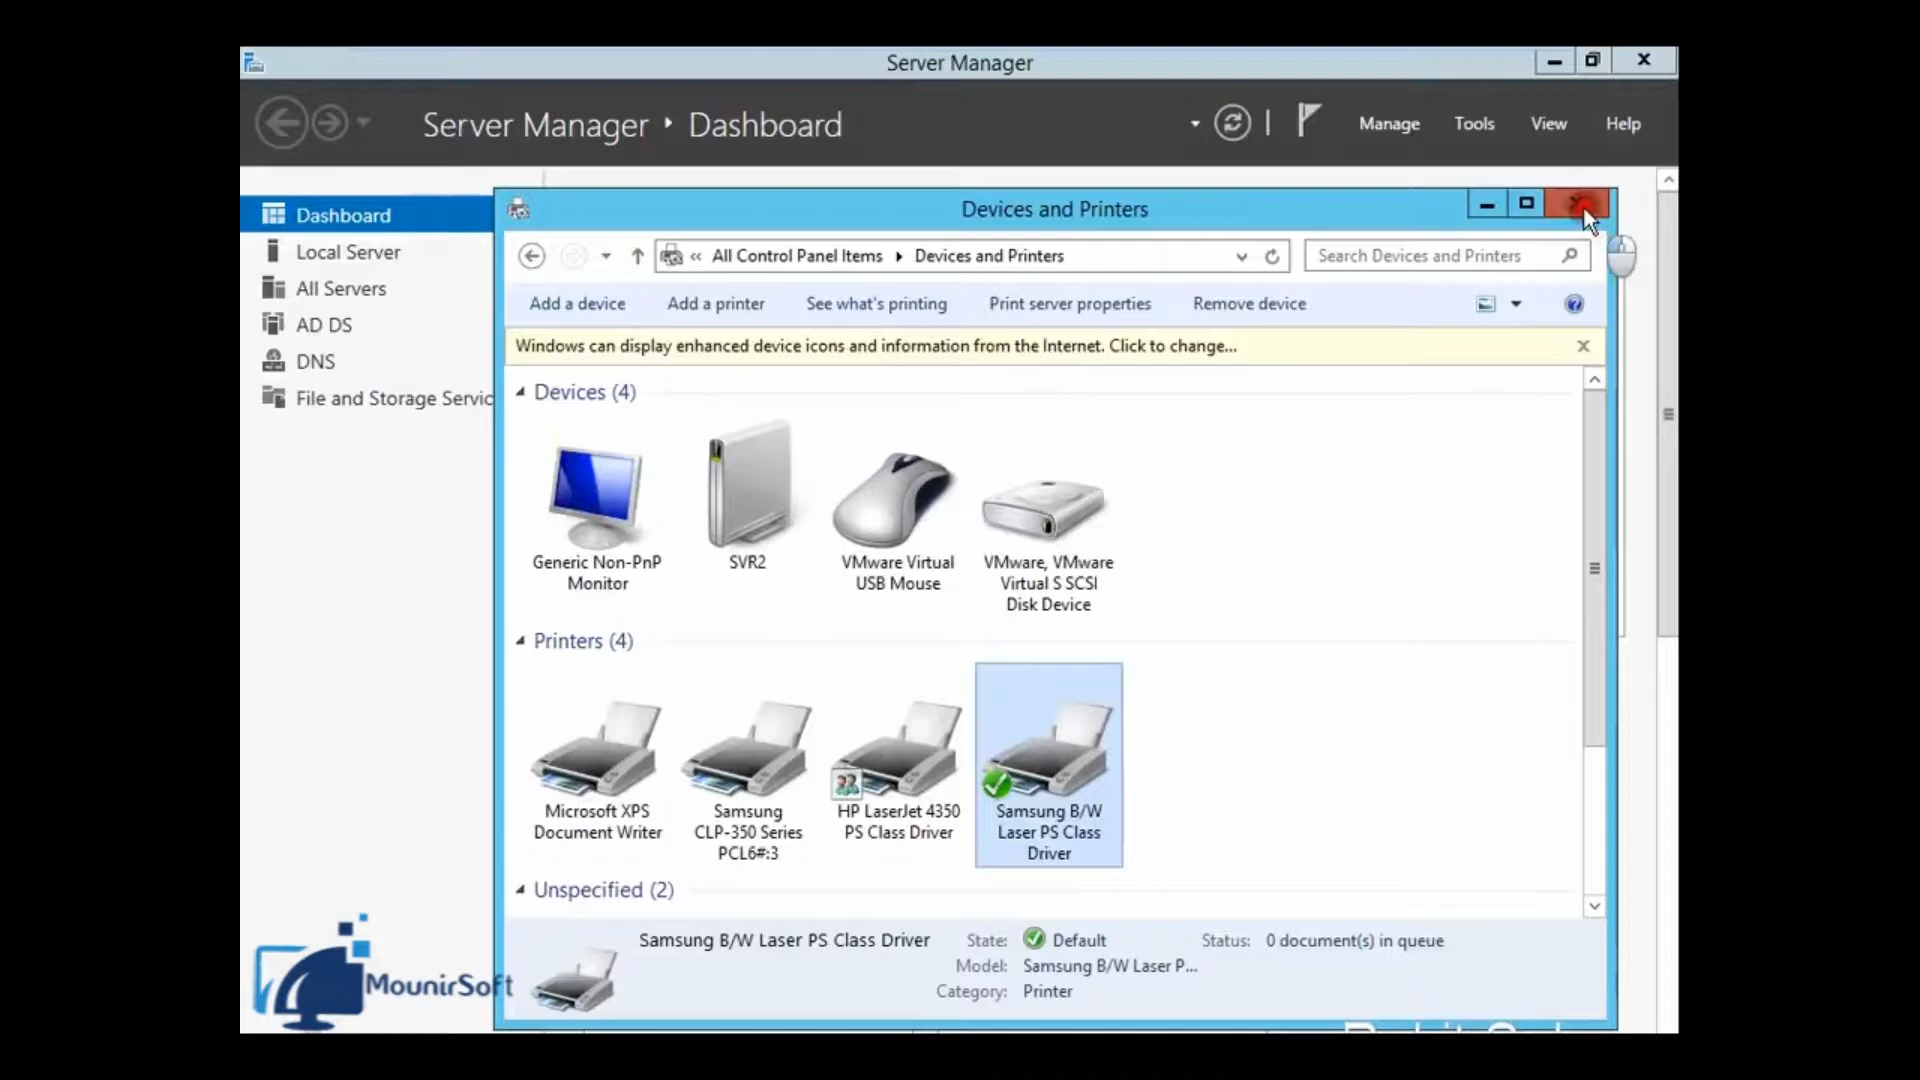 Server Manager
Server Manager ‣ Dashboard
Manage
Tools
View
Help
Dashboard
Local Server
All Servers
AD DS
DNS
File and Storage Servic
Devices and Printers
« All Control Panel Items ▸ Devices and Printers
Search Devices and Printers
Add a device
Add a printer
See what's printing
Print server properties
Remove device
Windows can display enhanced device icons and information from the Internet. Click to change...
Devices (4)
Generic Non-PnP
Monitor
SVR2
VMware Virtual
USB Mouse
VMware, VMware
Virtual S SCSI
Disk Device
Printers (4)
Microsoft XPS
Document Writer
Samsung
CLP-350 Series
PCL6#:3
HP LaserJet 4350
PS Class Driver
Samsung B/W
Laser PS Class
Driver
Unspecified (2)
Samsung B/W Laser PS Class Driver
State: Default
Status: 0 document(s) in queue
Model: Samsung B/W Laser P...
Category: Printer
MounirSoft